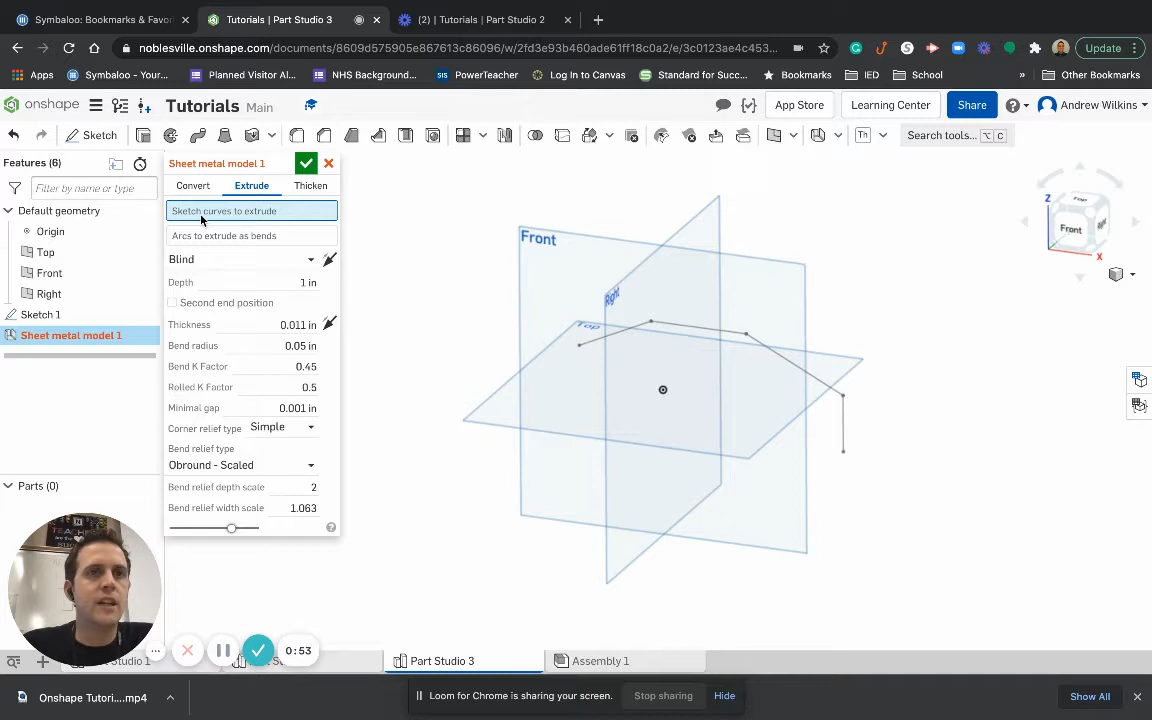 Symbaloo: Bookmarks & Favori
Tutorials | Part Studio 3
(2) | Tutorials | Part Studio 2
noblesville.onshape.com/documents/8609d575905e867613c86096/w/2fd3e93b460ade61ff18c0a2/e/3c0123ae4c453...
Update
Apps
Symbaloo - Your...
Planned Visitor Al...
NHS Background...
SIS
PowerTeacher
Log In to Canvas
Standard for Succ...
Bookmarks
IED
School
»
Other Bookmarks
onshape
Tutorials Main
App Store
Learning Center
Share
Andrew Wilkins
Sketch
Search tools... ⌥ C
Features (6)
Filter by name or type
Default geometry
Origin
Top
Front
Right
Sketch 1
Sheet metal model 1
Parts (0)
Sheet metal model 1
Convert
Extrude
Thicken
Sketch curves to extrude
Arcs to extrude as bends
Blind
Depth 1 in
Second end position
Thickness 0.011 in
Bend radius 0.05 in
Bend K Factor 0.45
Rolled K Factor 0.5
Minimal gap 0.001 in
Corner relief type Simple
Bend relief type
Obround - Scaled
Bend relief depth scale 2
Bend relief width scale 1.063
Front
Right
Top
Z
Top
Front
Right
X
0:53
Studio 1
Part Studio 3
Assembly 1
Onshape Tutori....mp4
Loom for Chrome is sharing your screen.
Stop sharing
Hide
Show All